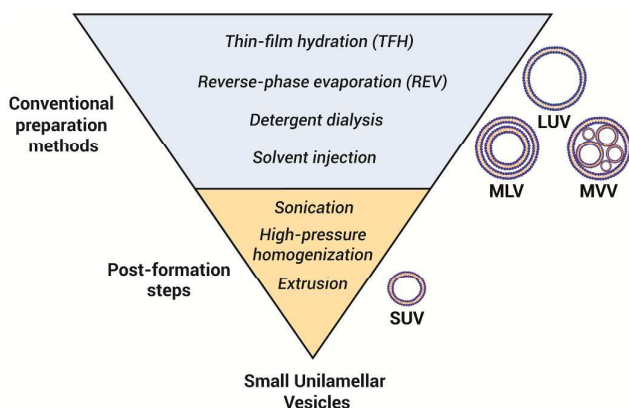 Thin-film hydration (TFH)
Reverse-phase evaporation (REV)
Detergent dialysis
Solvent injection
Conventional
preparation
methods
LUV
MLV
MVV
Sonication
High-pressure
homogenization
Extrusion
Post-formation
steps
SUV
Small Unilamellar
Vesicles